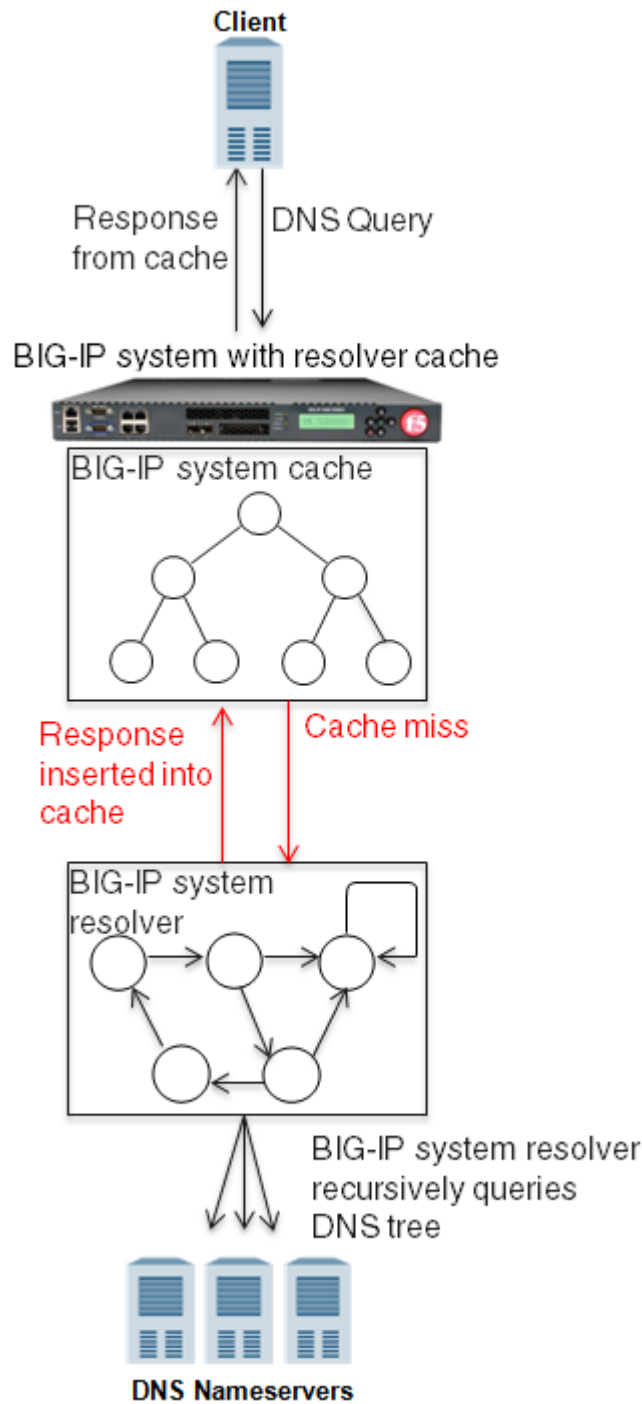 Client
Response
from cache
DNS Query
BIG-IP system with resolver cache
f5
BIG-IP system cache
Response
inserted into
cache
Cache miss
BIG-IP system
resolver
BIG-IP system resolver
recursively queries
DNS tree
DNS Nameservers